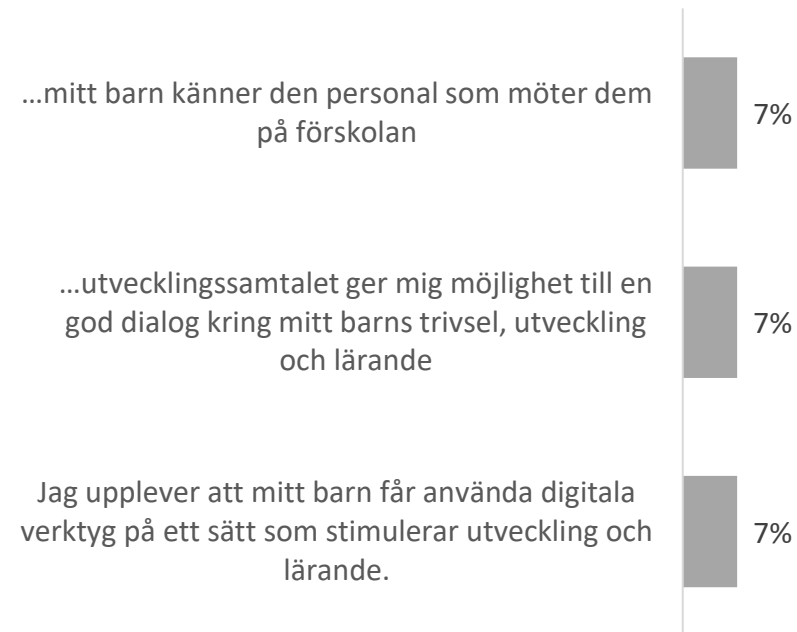 …mitt barn känner den personal som möter dem
på förskolan
7%
…utvecklingssamtalet ger mig möjlighet till en
god dialog kring mitt barns trivsel, utveckling
och lärande
7%
Jag upplever att mitt barn får använda digitala
verktyg på ett sätt som stimulerar utveckling och
lärande.
7%